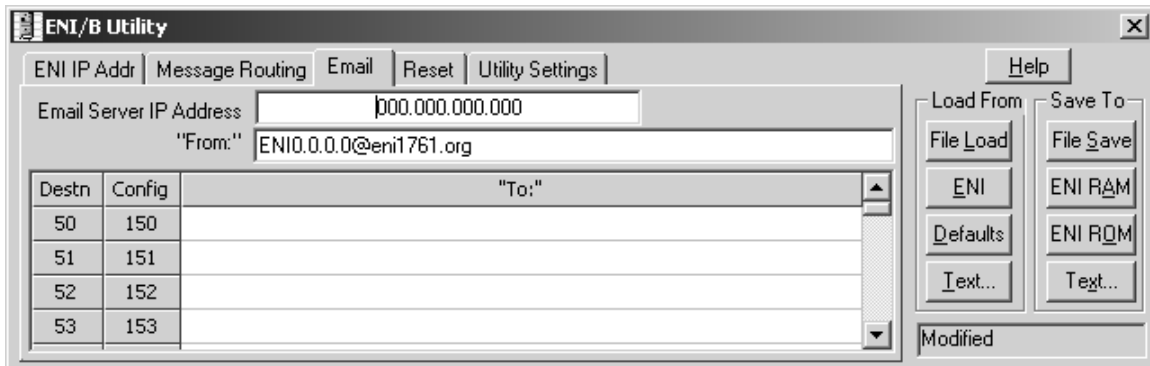 ENI/B Utility
ENI IP Addr Message Routing Email Reset Utility Settings
Help
Email Server IP Address 000.000.000.000
"From:" ENI0.0.0.0@eni1761.org
Destn Config "To:"
50 150
51 151
52 152
53 153
Load From
File Load
ENI
Defaults
Text...
Save To
File Save
ENI RAM
ENI ROM
Text...
Modified